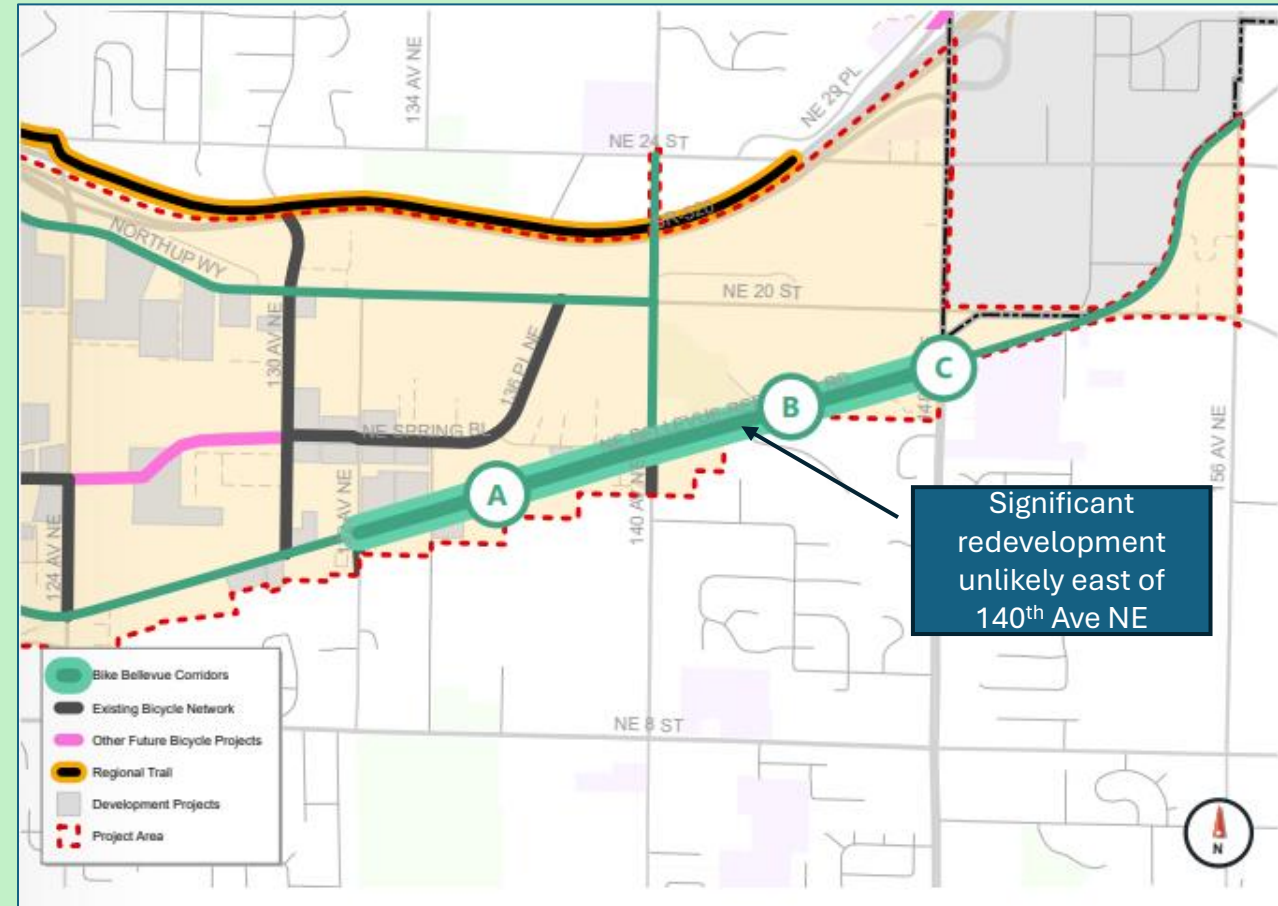 134 AV NE
NE 29 PL
NE 24 ST
SR-520
NORTHUP WY
NE 20 ST
130 AV NE
136 PL NE
NE SPRING BL
C
B
A
140 AV NE
124 AV NE
156 AV NE
Significant
redevelopment
unlikely east of
140th Ave NE
NE 8 ST
Bike Bellevue Corridors
Existing Bicycle Network
Other Future Bicycle Projects
Regional Trail
Development Projects
Project Area
N